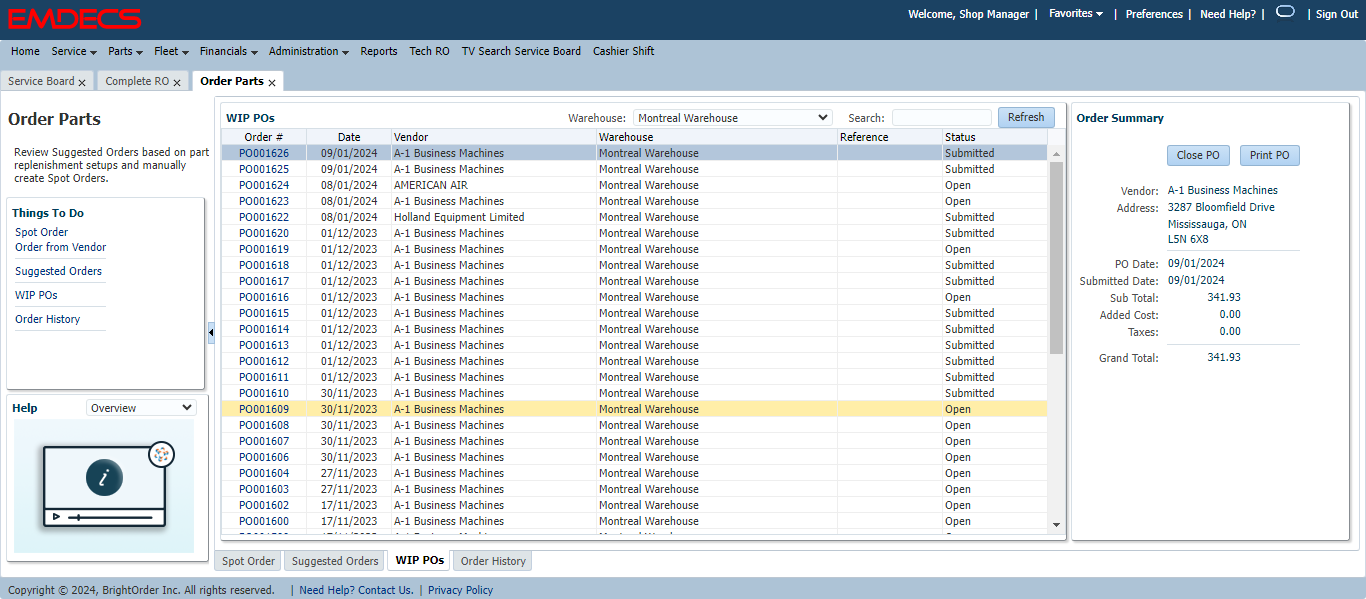 EMDECS
Welcome, Shop Manager | Favorites | Preferences | Need Help? | | Sign Out
Home Service Parts Fleet Financials Administration Reports Tech RO TV Search Service Board Cashier Shift
Service Board x Complete RO x Order Parts x
Order Parts
Review Suggested Orders based on part
replenishment setups and manually
create Spot Orders.
Things To Do
Spot Order
Order from Vendor
Suggested Orders
WIP POs
Order History
Help Overview
i
WIP POs Warehouse: Montreal Warehouse Search: Refresh
Order # Date Vendor Warehouse Reference Status
PO001626 09/01/2024 A-1 Business Machines Montreal Warehouse Submitted
PO001625 09/01/2024 A-1 Business Machines Montreal Warehouse Submitted
PO001624 08/01/2024 AMERICAN AIR Montreal Warehouse Open
PO001623 08/01/2024 A-1 Business Machines Montreal Warehouse Open
PO001622 08/01/2024 Holland Equipment Limited Montreal Warehouse Submitted
PO001620 01/12/2023 A-1 Business Machines Montreal Warehouse Submitted
PO001619 01/12/2023 A-1 Business Machines Montreal Warehouse Open
PO001618 01/12/2023 A-1 Business Machines Montreal Warehouse Submitted
PO001617 01/12/2023 A-1 Business Machines Montreal Warehouse Submitted
PO001616 01/12/2023 A-1 Business Machines Montreal Warehouse Open
PO001615 01/12/2023 A-1 Business Machines Montreal Warehouse Submitted
PO001614 01/12/2023 A-1 Business Machines Montreal Warehouse Submitted
PO001613 01/12/2023 A-1 Business Machines Montreal Warehouse Submitted
PO001612 01/12/2023 A-1 Business Machines Montreal Warehouse Submitted
PO001611 01/12/2023 A-1 Business Machines Montreal Warehouse Submitted
PO001610 30/11/2023 A-1 Business Machines Montreal Warehouse Submitted
PO001609 30/11/2023 A-1 Business Machines Montreal Warehouse Open
PO001608 30/11/2023 A-1 Business Machines Montreal Warehouse Open
PO001607 30/11/2023 A-1 Business Machines Montreal Warehouse Open
PO001606 30/11/2023 A-1 Business Machines Montreal Warehouse Open
PO001604 27/11/2023 A-1 Business Machines Montreal Warehouse Open
PO001603 27/11/2023 A-1 Business Machines Montreal Warehouse Open
PO001602 17/11/2023 A-1 Business Machines Montreal Warehouse Open
PO001600 17/11/2023 A-1 Business Machines Montreal Warehouse Open
Spot Order Suggested Orders WIP POs Order History
Order Summary
Close PO Print PO
Vendor: A-1 Business Machines
Address: 3287 Bloomfield Drive
Mississauga, ON
L5N 6X8
PO Date: 09/01/2024
Submitted Date: 09/01/2024
Sub Total: 341.93
Added Cost: 0.00
Taxes: 0.00
Grand Total: 341.93
Copyright © 2024, BrightOrder Inc. All rights reserved. | Need Help? Contact Us. | Privacy Policy